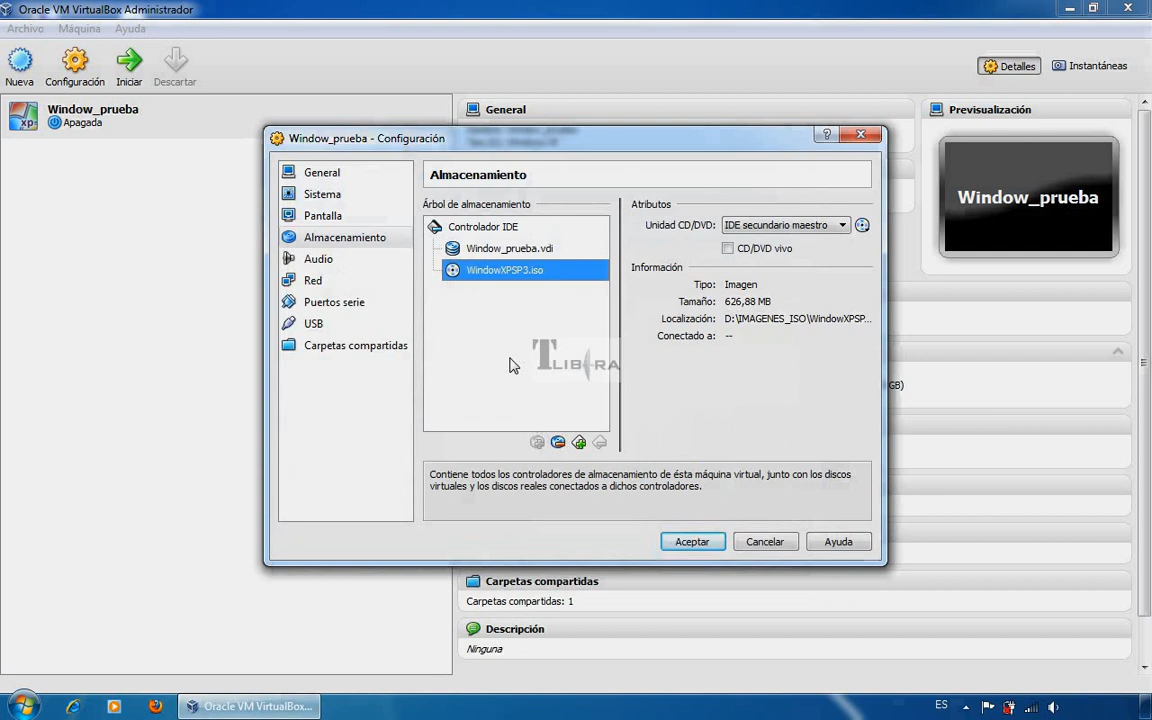 Oracle VM VirtualBox Administrador
Archivo Máquina Ayuda
Nueva Configuración Iniciar Descartar
Detalles Instantáneas
Window_prueba
Apagada
General
Previsualización
Window_prueba
Window_prueba - Configuración
General
Sistema
Pantalla
Almacenamiento
Audio
Red
Puertos serie
USB
Carpetas compartidas
Almacenamiento
Árbol de almacenamiento
Controlador IDE
Window_prueba.vdi
WindowXPSP3.iso
Atributos
Unidad CD/DVD: IDE secundario maestro
CD/DVD vivo
Información
Tipo: Imagen
Tamaño: 626,88 MB
Localización: D:\IMAGENES_ISO\WindowXPSP...
Conectado a: --
TLIBERA
GB)
Contiene todos los controladores de almacenamiento de ésta máquina virtual, junto con los discos
virtuales y los discos reales conectados a dichos controladores.
Aceptar Cancelar Ayuda
Carpetas compartidas
Carpetas compartidas: 1
Descripción
Ninguna
Oracle VM VirtualBox...
ES